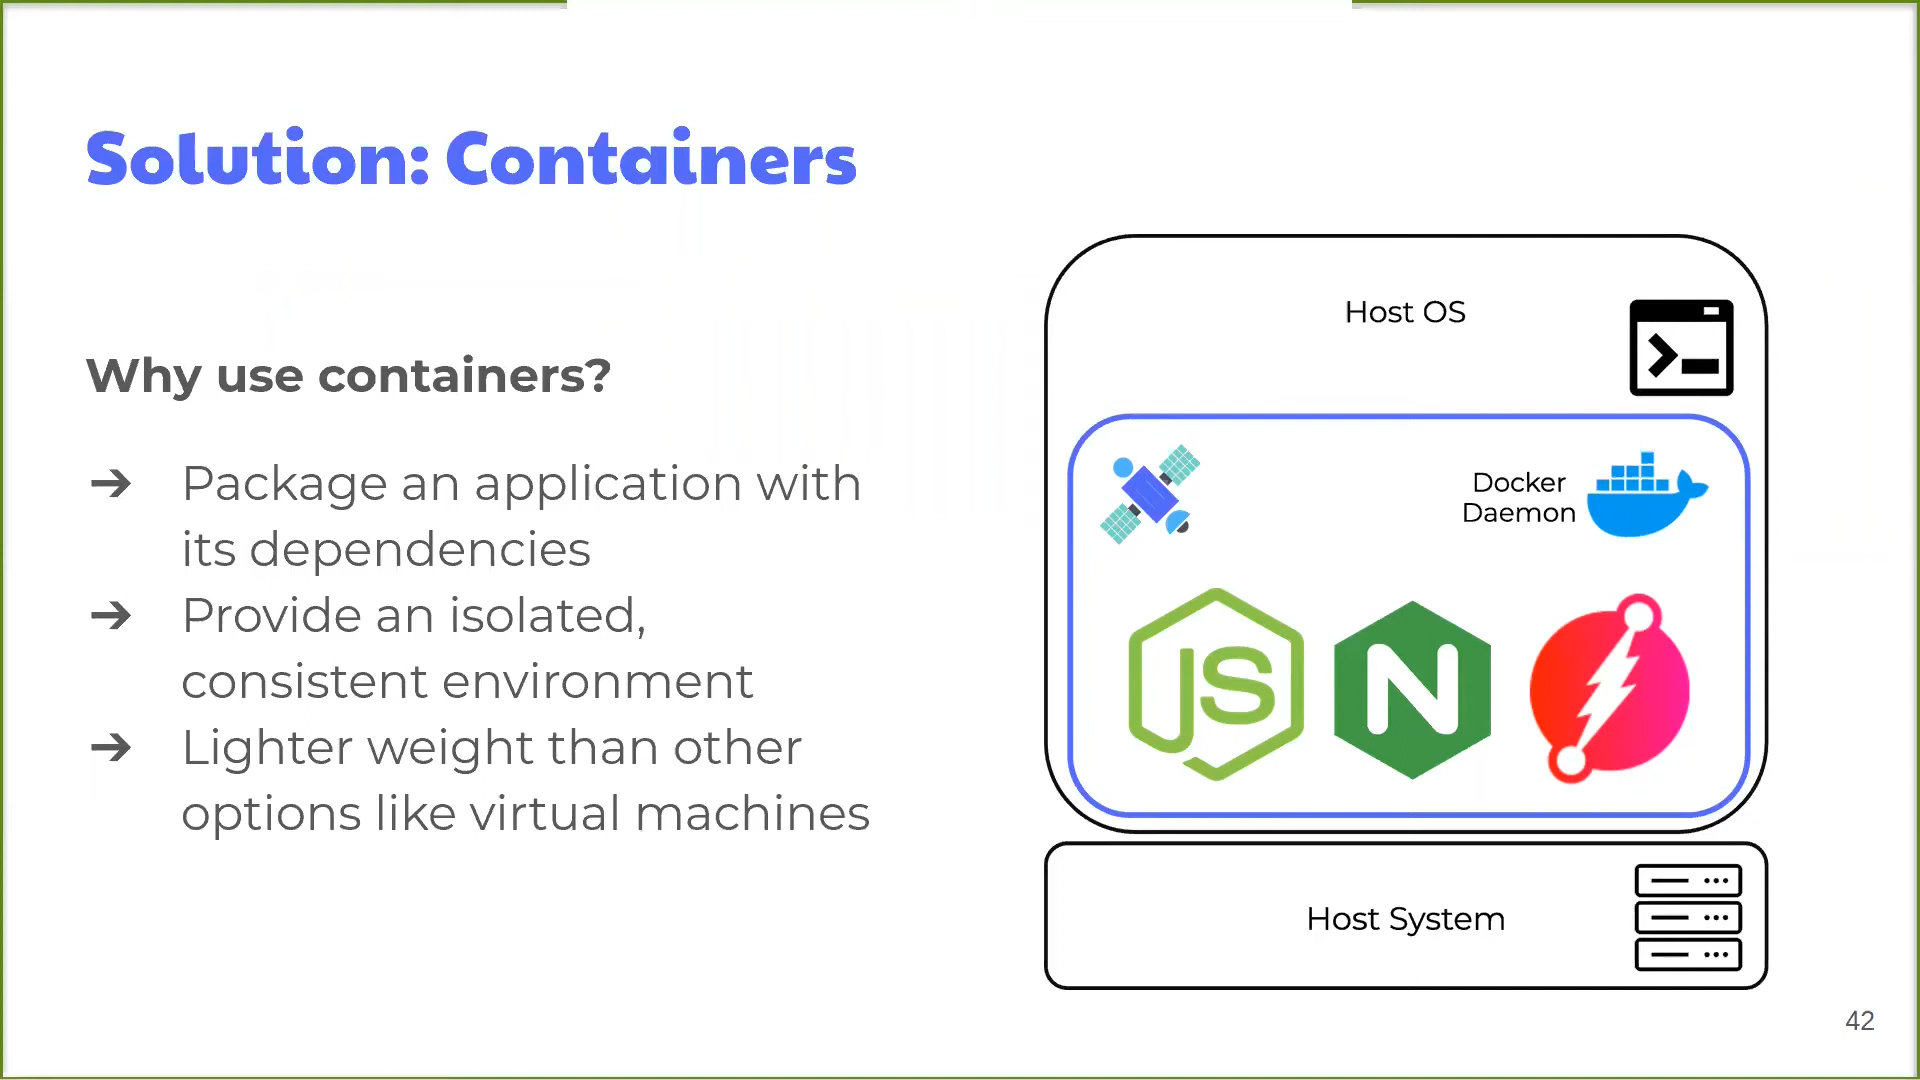 Solution: Containers
Why use containers?
➔ Package an application with
its dependencies
➔ Provide an isolated,
consistent environment
➔ Lighter weight than other
options like virtual machines
Host OS
Docker
Daemon
JS
N
Host System
42